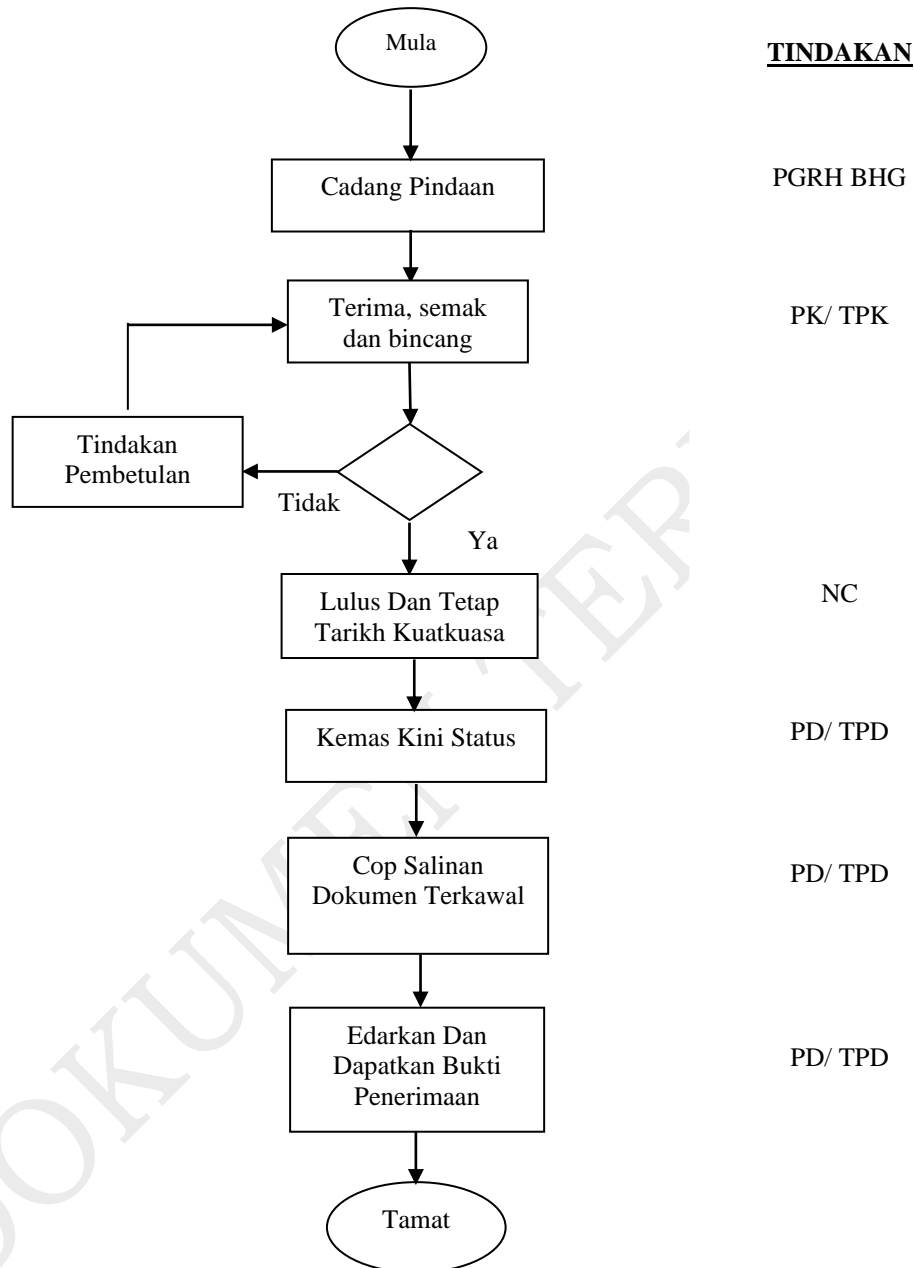 Mula
TINDAKAN
Cadang Pindaan
PGRH BHG
Terima, semak
dan bincang
PK/ TPK
Tindakan
Pembetulan
Tidak
Ya
Lulus Dan Tetap
Tarikh Kuatkuasa
NC
Kemas Kini Status
PD/ TPD
Cop Salinan
Dokumen Terkawal
PD/ TPD
Edarkan Dan
Dapatkan Bukti
Penerimaan
PD/ TPD
Tamat